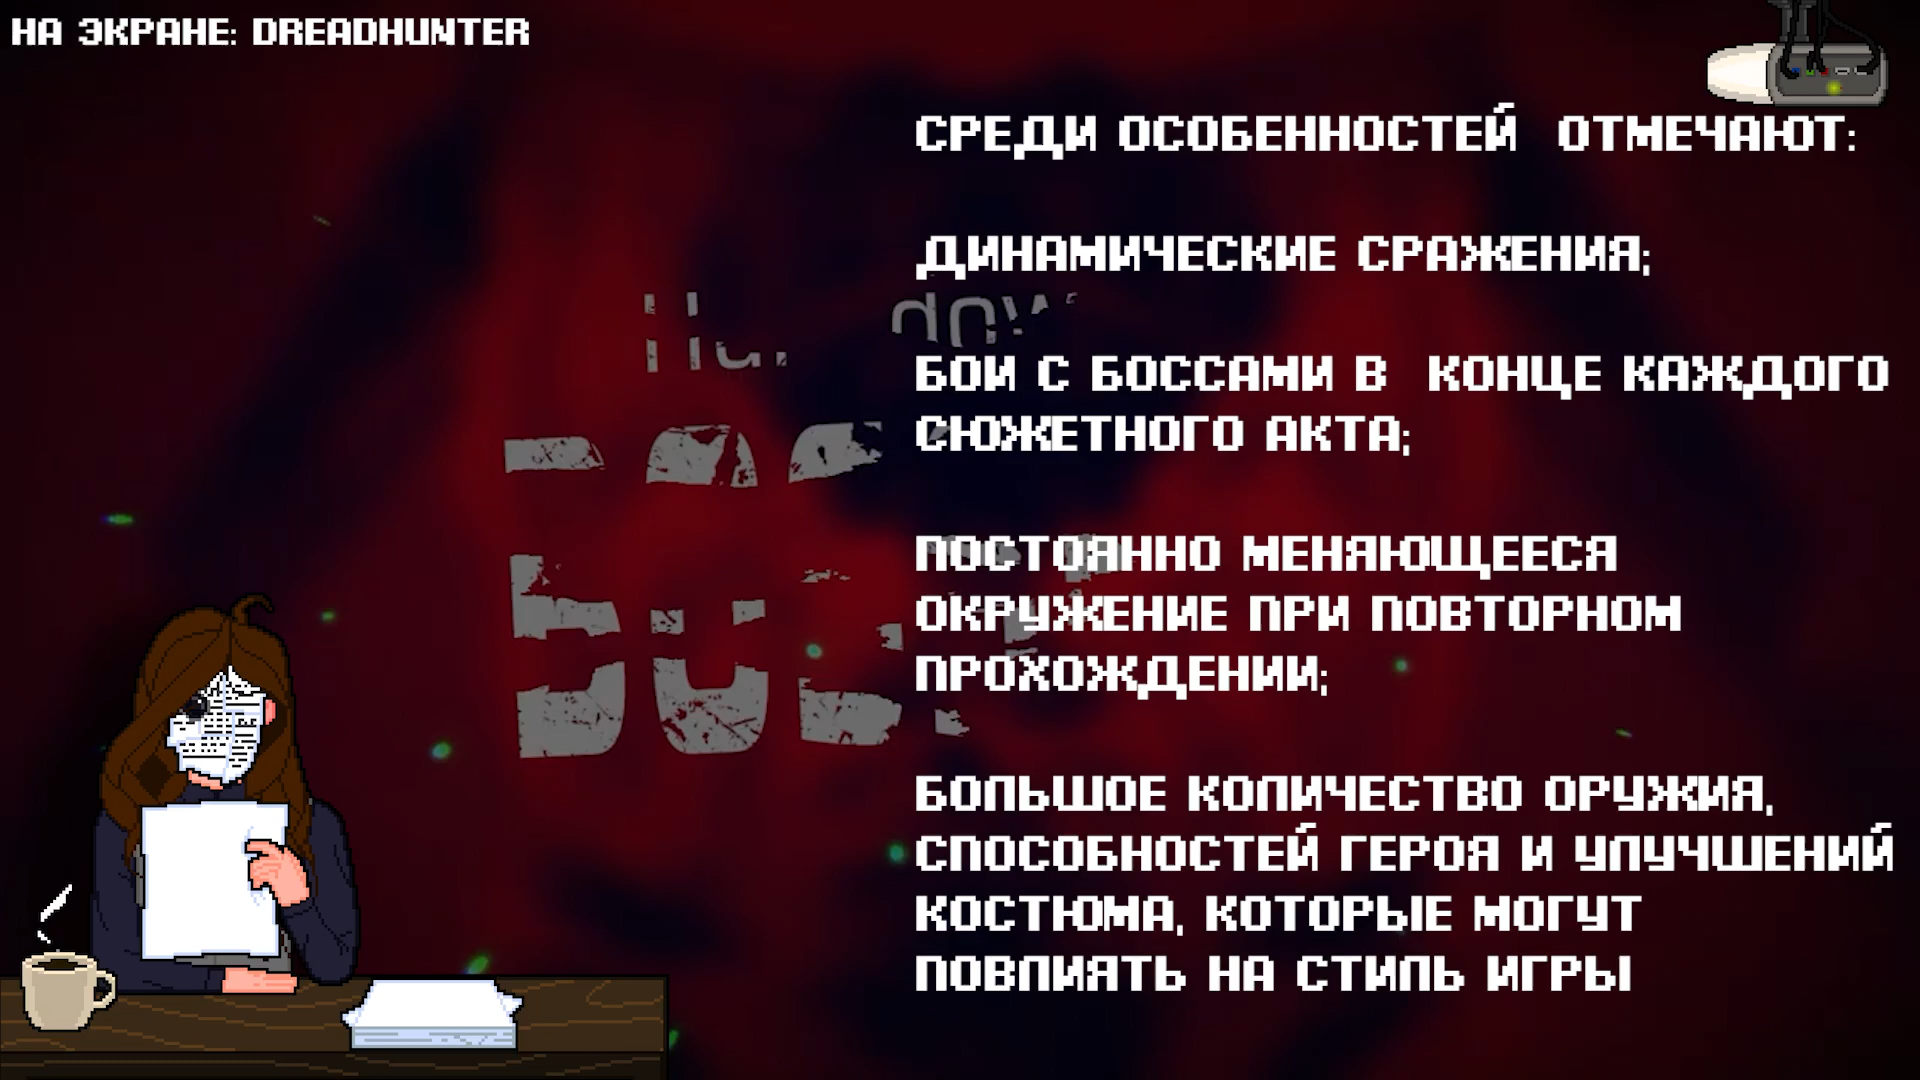 НА ЭКРАНЕ: DREADHUNTER
СРЕДИ ОСОБЕННОСТЕЙ ОТМЕЧАЮТ:
ДИНАМИЧЕСКИЕ СРАЖЕНИЯ;
БОИ С БОССАМИ В КОНЦЕ КАЖДОГО
СЮЖЕТНОГО АКТА;
ПОСТОЯННО МЕНЯЮЩЕЕСЯ
ОКРУЖЕНИЕ ПРИ ПОВТОРНОМ
ПРОХОЖДЕНИИ;
БОЛЬШОЕ КОЛИЧЕСТВО ОРУЖИЯ,
СПОСОБНОСТЕЙ ГЕРОЯ И УЛУЧШЕНИЙ
КОСТЮМА, КОТОРЫЕ МОГУТ
ПОВЛИЯТЬ НА СТИЛЬ ИГРЫ